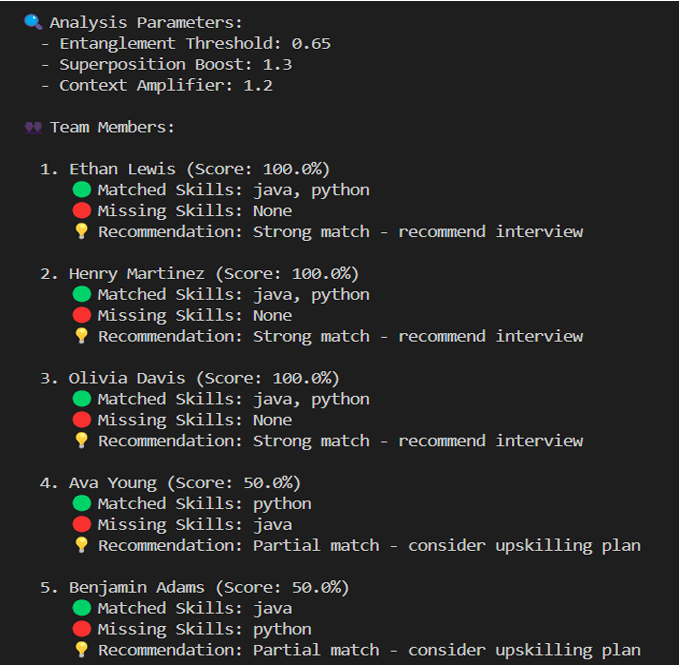 Analysis Parameters:
- Entanglement Threshold: 0.65
- Superposition Boost: 1.3
- Context Amplifier: 1.2
Team Members:
1. Ethan Lewis (Score: 100.0%)
Matched Skills: java, python
Missing Skills: None
Recommendation: Strong match - recommend interview
2. Henry Martinez (Score: 100.0%)
Matched Skills: java, python
Missing Skills: None
Recommendation: Strong match - recommend interview
3. Olivia Davis (Score: 100.0%)
Matched Skills: java, python
Missing Skills: None
Recommendation: Strong match - recommend interview
4. Ava Young (Score: 50.0%)
Matched Skills: python
Missing Skills: java
Recommendation: Partial match - consider upskilling plan
5. Benjamin Adams (Score: 50.0%)
Matched Skills: java
Missing Skills: python
Recommendation: Partial match - consider upskilling plan